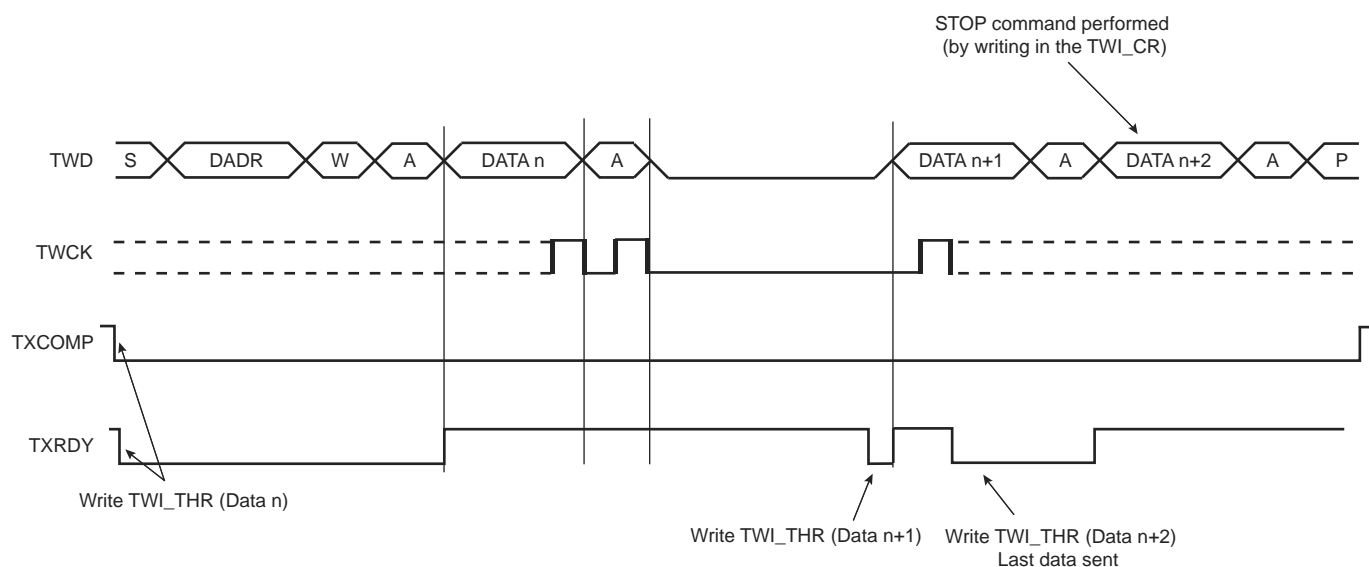 STOP command performed
(by writing in the TWI_CR)
TWD S DADR W A DATA n A DATA n+1 A DATA n+2 A P
TWCK
TXCOMP
TXRDY
Write TWI_THR (Data n)
Write TWI_THR (Data n+1) Write TWI_THR (Data n+2)
Last data sent